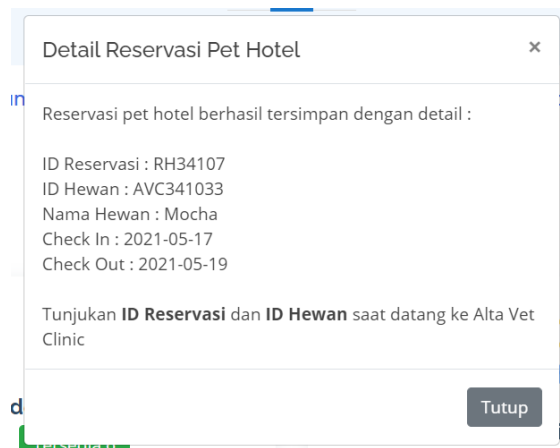 Detail Reservasi Pet Hotel ×
Reservasi pet hotel berhasil tersimpan dengan detail :
ID Reservasi : RH34107
ID Hewan : AVC341033
Nama Hewan : Mocha
Check In : 2021-05-17
Check Out : 2021-05-19
Tunjukan ID Reservasi dan ID Hewan saat datang ke Alta Vet
Clinic
Tutup